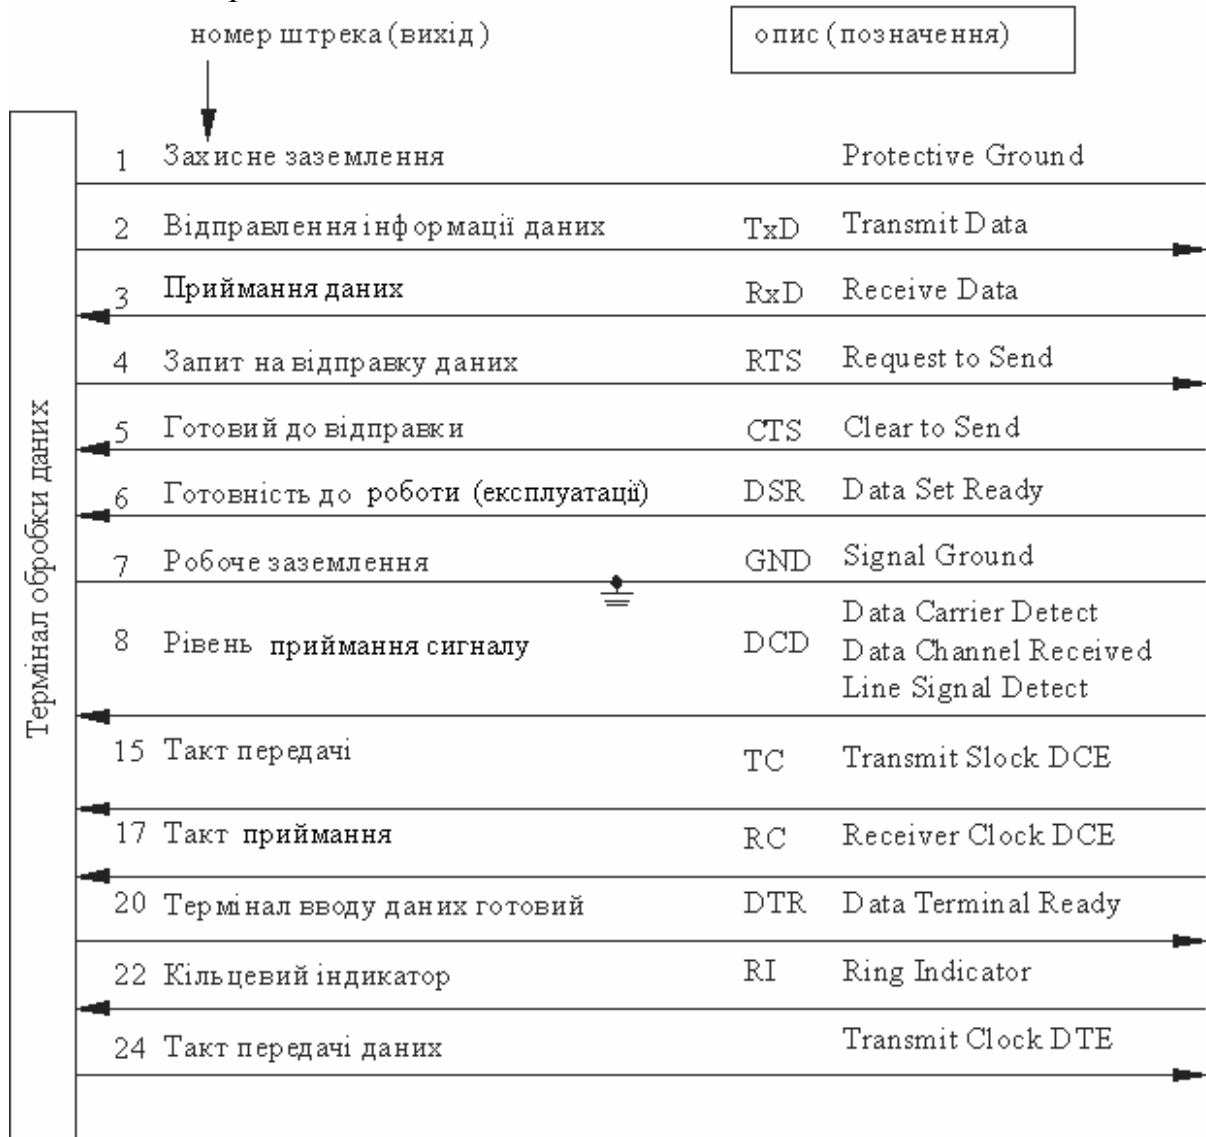 номер штрека (вихід)
опис (позначення)
1 Захисне заземлення Protective Ground
2 Відправлення інформації даних TxD Transmit Data
3 Приймання даних RxD Receive Data
4 Запит на відправку даних RTS Request to Send
5 Готовий до відправки CTS Clear to Send
6 Готовність до роботи (експлуатації) DSR Data Set Ready
7 Робоче заземлення GND Signal Ground
8 Рівень приймання сигналу DCD Data Carrier Detect
Data Channel Received
Line Signal Detect
15 Такт передачі TC Transmit Slock DCE
17 Такт приймання RC Receiver Clock DCE
20 Термінал вводу даних готовий DTR Data Terminal Ready
22 Кільцевий індикатор RI Ring Indicator
24 Такт передачі даних Transmit Clock DTE
Термінал обробки даних